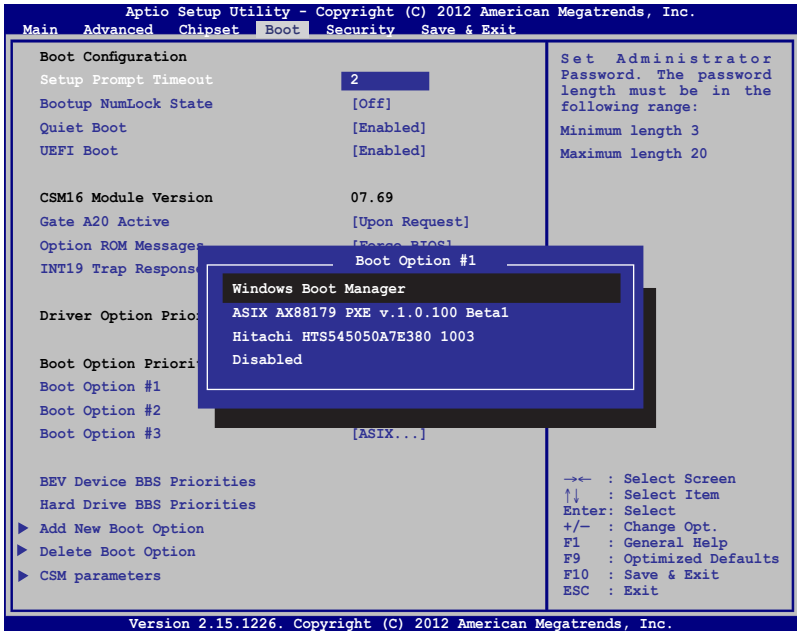 Aptio Setup Utility - Copyright (C) 2012 American Megatrends, Inc.
Main Advanced Chipset Boot Security Save & Exit
Boot Configuration
Setup Prompt Timeout 2
Bootup NumLock State [Off]
Quiet Boot [Enabled]
UEFI Boot [Enabled]
CSM16 Module Version 07.69
Gate A20 Active [Upon Request]
Option ROM Messages [Force BIOS]
INT19 Trap Response
Driver Option Prio
Boot Option Priori
Boot Option #1
Boot Option #2
Boot Option #3 [ASIX...]
BEV Device BBS Priorities
Hard Drive BBS Priorities
Add New Boot Option
Delete Boot Option
CSM parameters
Boot Option #1
Windows Boot Manager
ASIX AX88179 PXE v.1.0.100 Beta1
Hitachi HTS545050A7E380 1003
Disabled
Set Administrator
Password. The password
length must be in the
following range:
Minimum length 3
Maximum length 20
→← : Select Screen
↑↓ : Select Item
Enter: Select
+/— : Change Opt.
F1 : General Help
F9 : Optimized Defaults
F10 : Save & Exit
ESC : Exit
Version 2.15.1226. Copyright (C) 2012 American Megatrends, Inc.